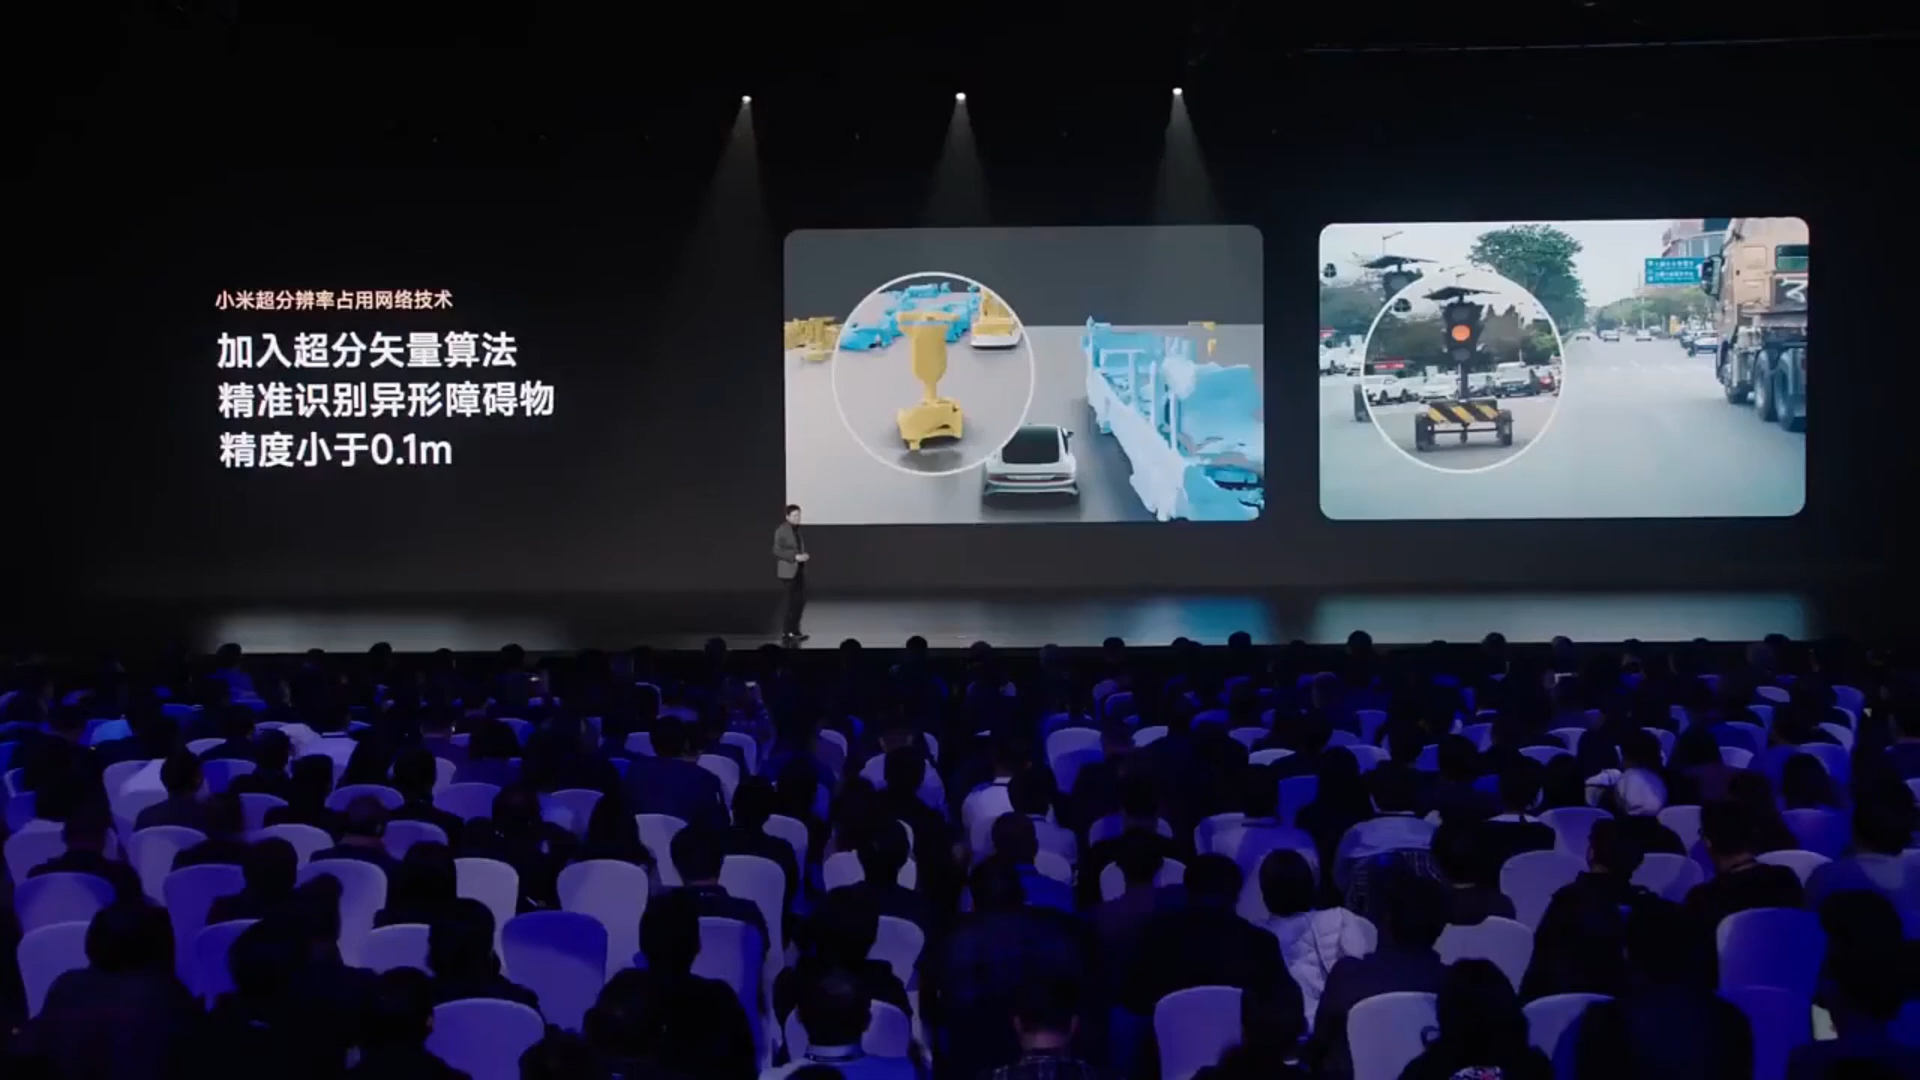 小米超分辨率占用网络技术
加入超分矢量算法
精准识别异形障碍物
精度小于0.1m